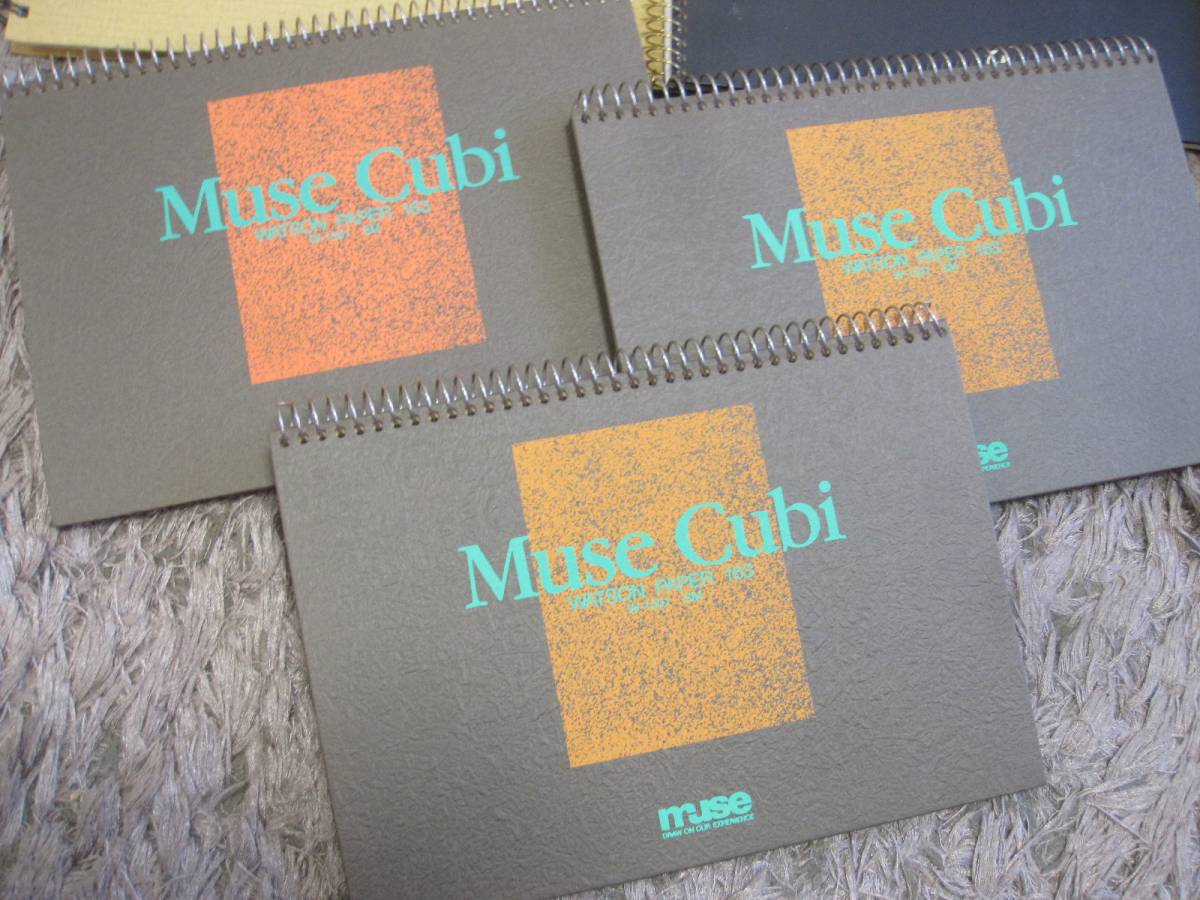 Muse Cubi
WATSON PAPER 163
Muse Cubi
WATSON PAPER 163
se
Muse Cubi
WATSON PAPER 163
muse
DRAW ON OUR EXPERIENCE